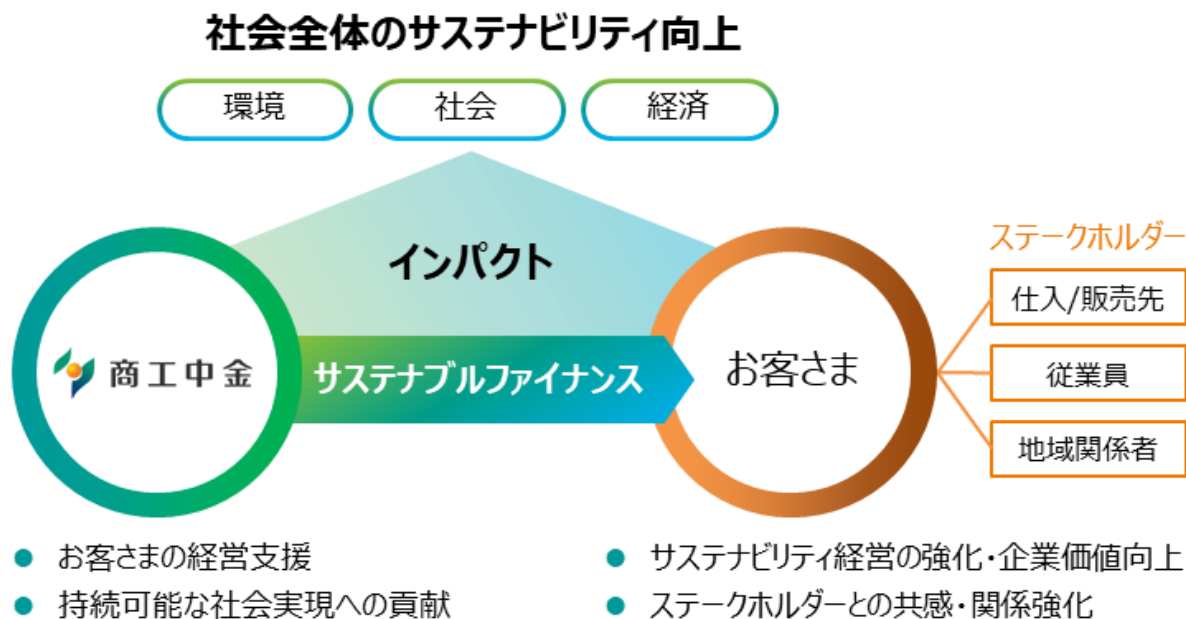 社会全体のサステナビリティ向上
環境
社会
経済
インパクト
商工中金
サステナブルファイナンス
お客さま
ステークホルダー
仕入/販売先
従業員
地域関係者
● お客さまの経営支援
● 持続可能な社会実現への貢献
● サステナビリティ経営の強化・企業価値向上
● ステークホルダーとの共感・関係強化